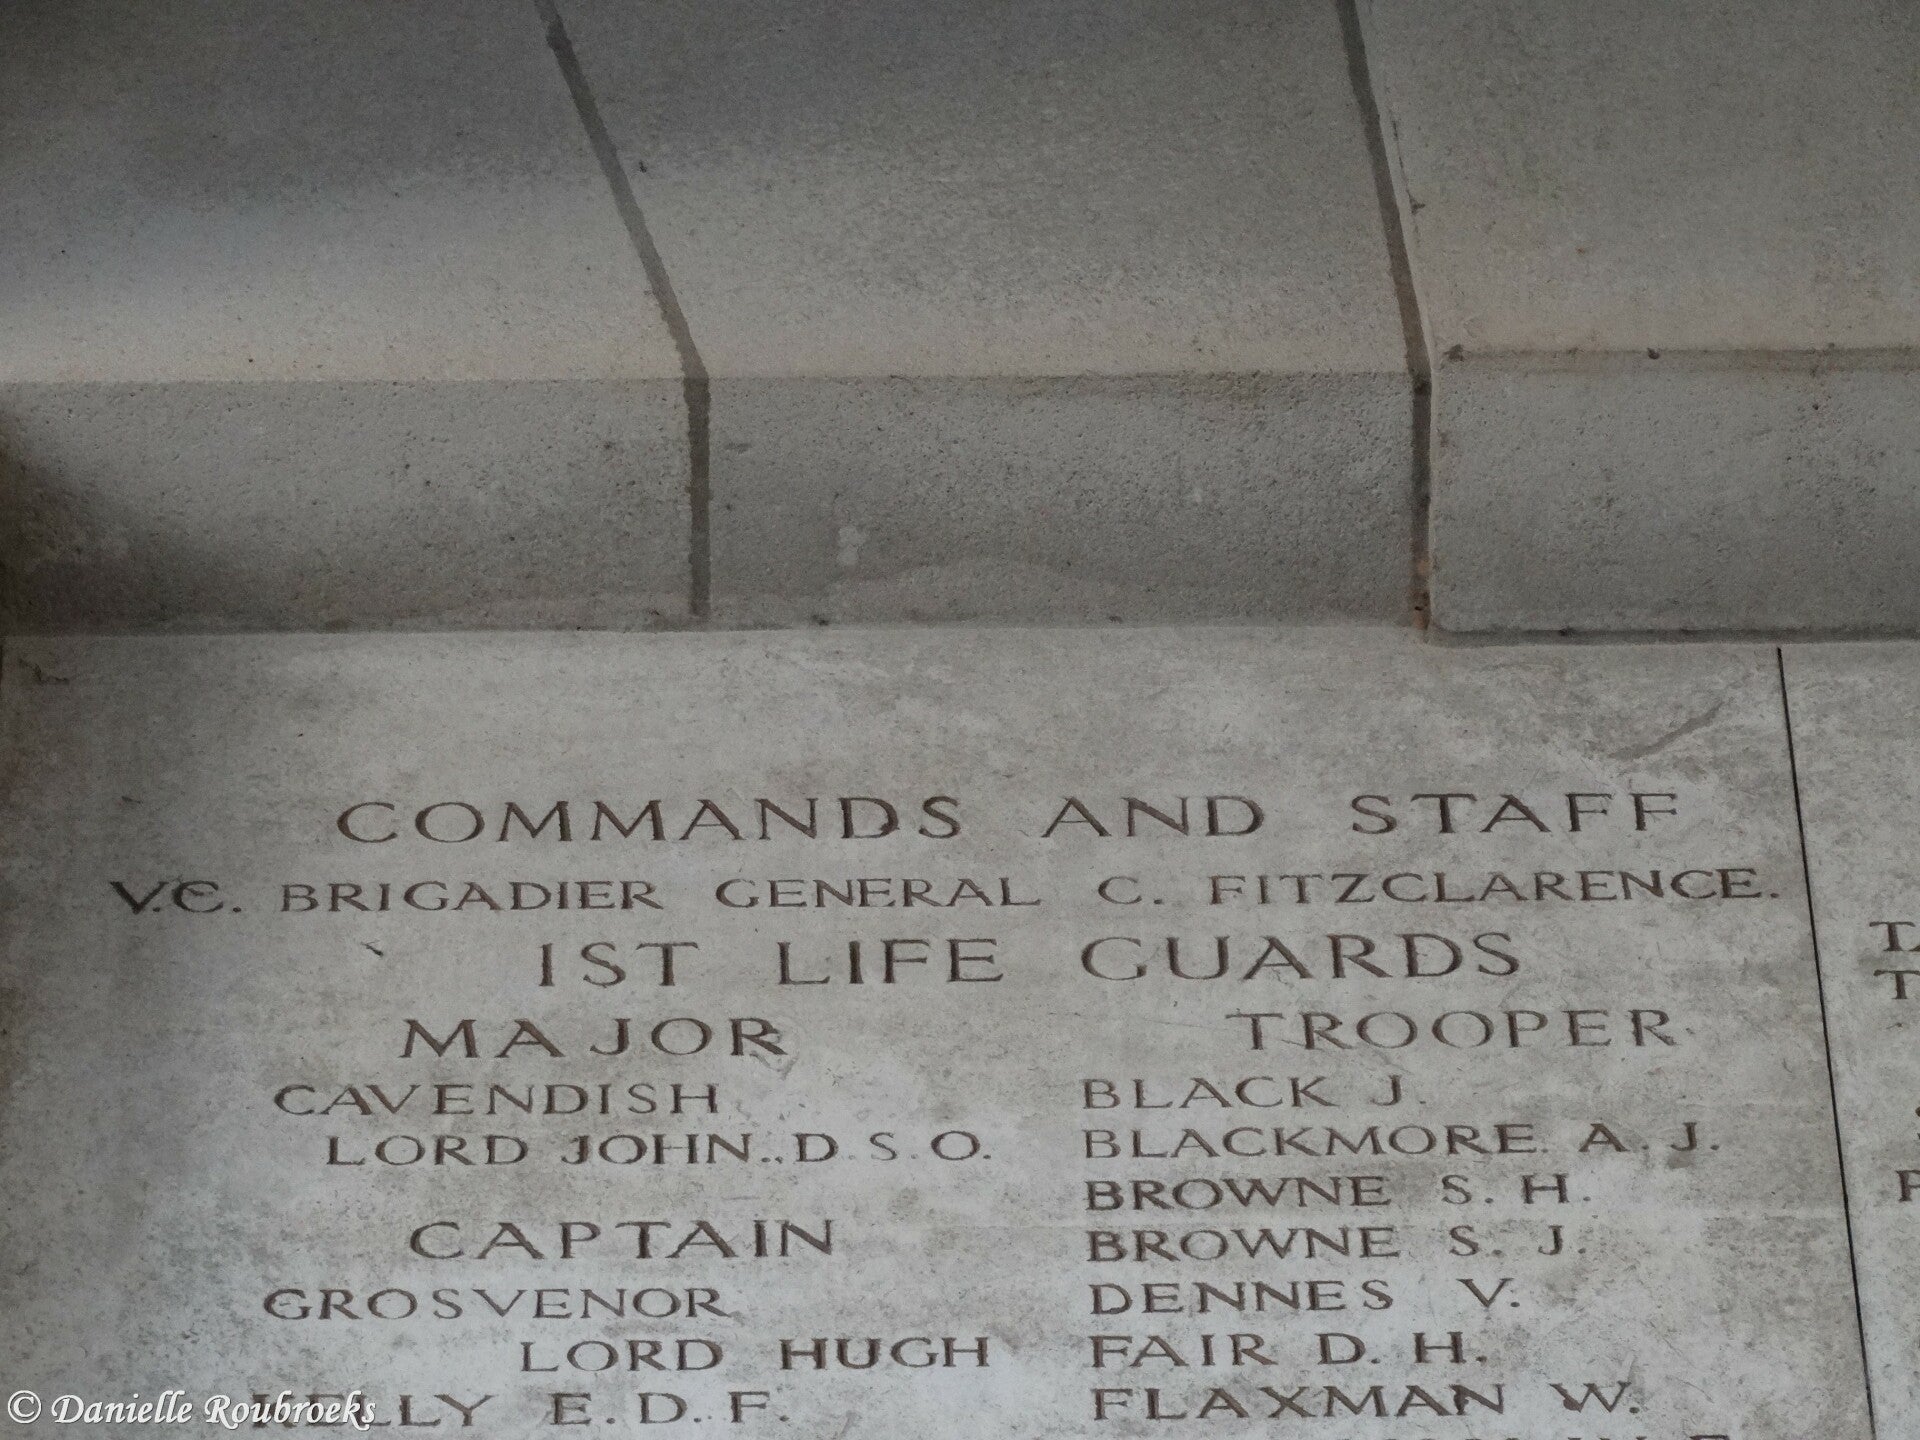 COMMANDS AND STAFF
V.C. BRIGADIER GENERAL C. FITZCLARENCE.
1ST LIFE GUARDS
MAJOR
CAVENDISH
LORD JOHN., D.S.O.
CAPTAIN
GROSVENOR
LORD HUGH
KELLY E.D.F.
TROOPER
BLACK J.
BLACKMORE. A. J.
BROWNE S. H.
BROWNE S. J.
DENNES V.
FAIR D. H.
FLAXMAN W.
© Danielle Roubroeks